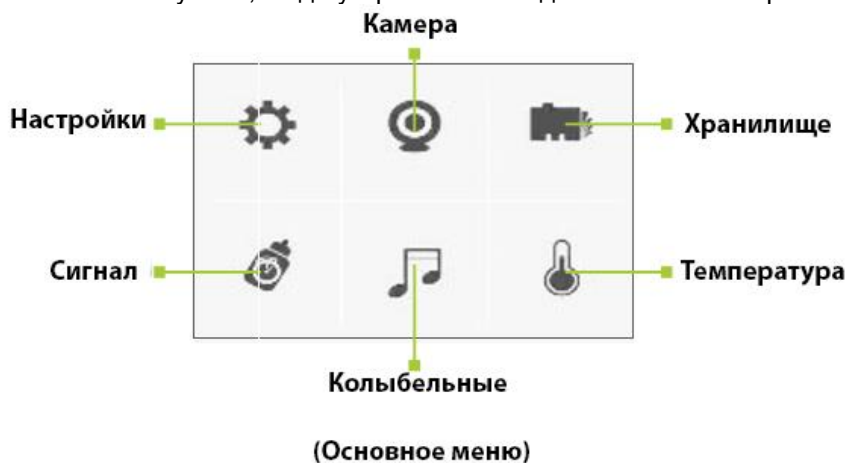 Камера
Настройки
Хранилище
Сигнал
Температура
Колыбельные
(Основное меню)